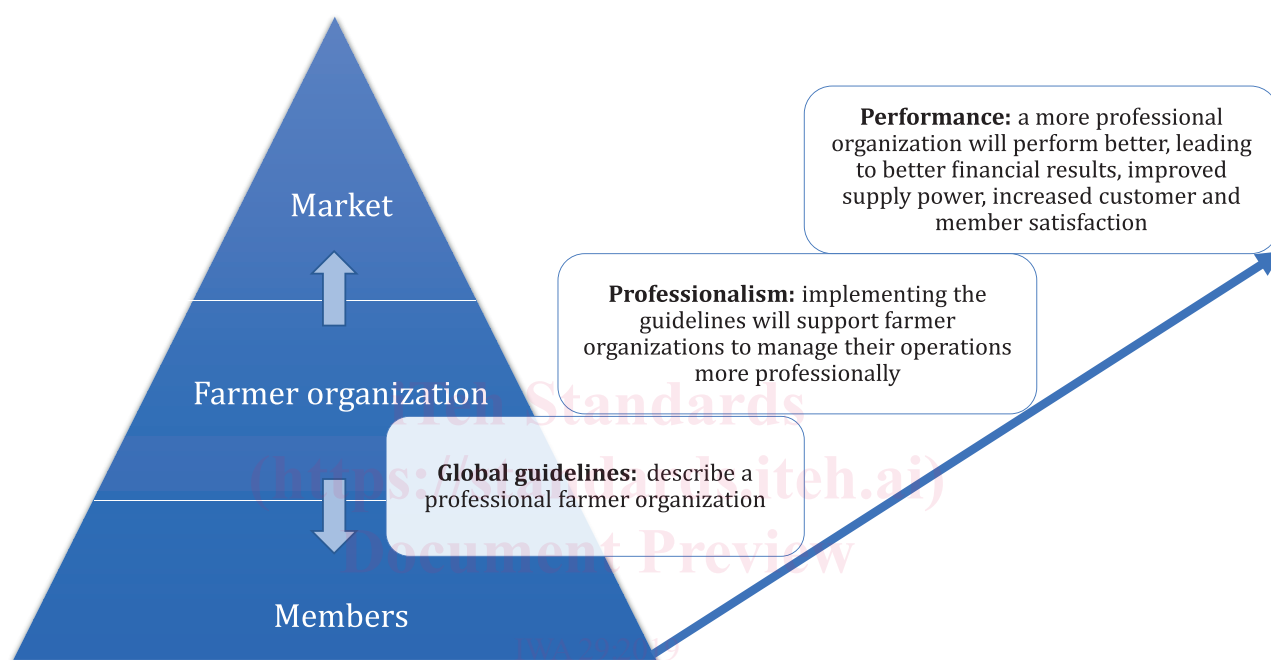 Market
Farmer organization
Members
Performance: a more professional
organization will perform better, leading
to better financial results, improved
supply power, increased customer and
member satisfaction
Professionalism: implementing the
guidelines will support farmer
organizations to manage their operations
more professionally
Global guidelines: describe a
professional farmer organization
iTeh Standards
(https://standards.iteh.ai)
Document Preview